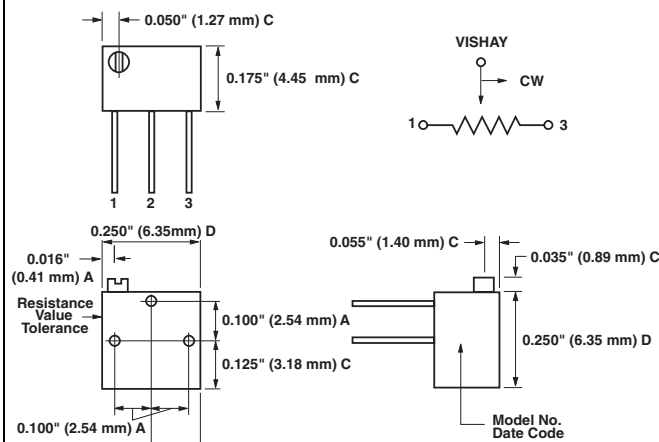 0.050" (1.27 mm) C
0.175" (4.45 mm) C
1 2 3
VISHAY
CW
1 3
0.250" (6.35mm) D
0.016"
(0.41 mm) A
Resistance
Value
Tolerance
0.100" (2.54 mm) A
0.125" (3.18 mm) C
0.100" (2.54 mm) A
0.055" (1.40 mm) C
0.035" (0.89 mm) C
0.250" (6.35 mm) D
Model No.
Date Code